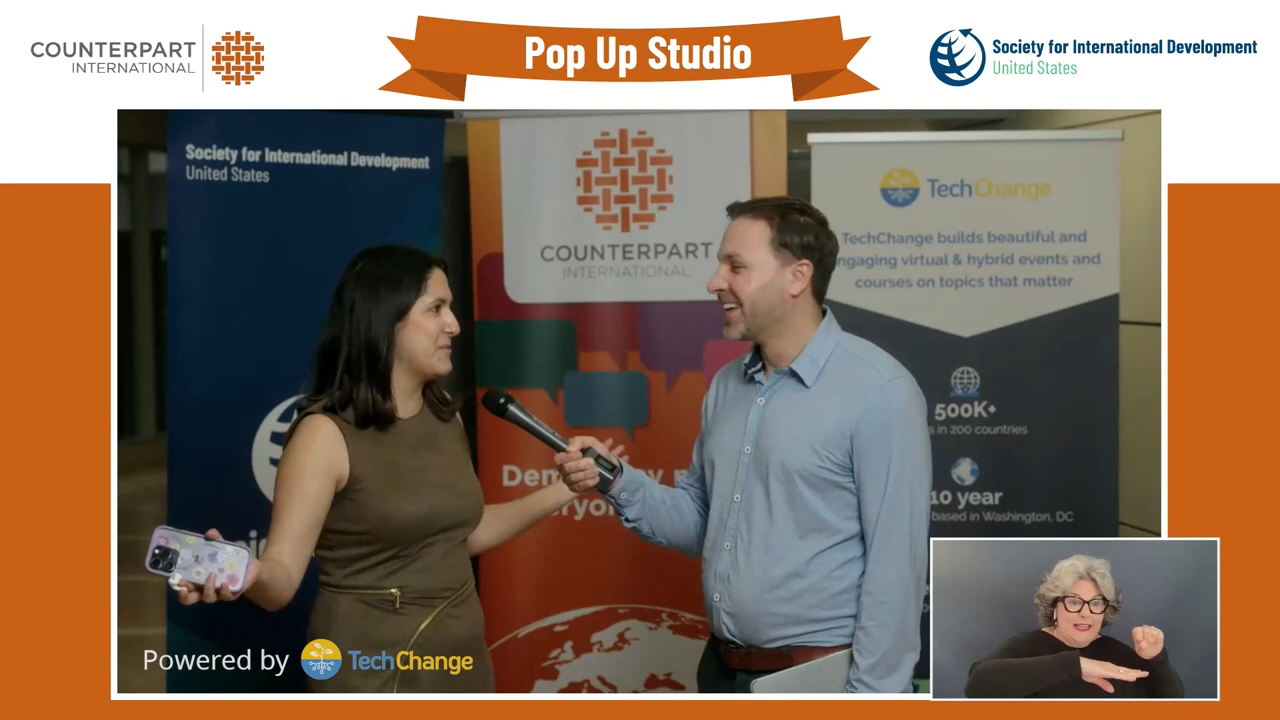 COUNTERPART
INTERNATIONAL
Pop Up Studio
Society for International Development
United States
Society for International Development
United States
COUNTERPART
INTERNATIONAL
TechChange
TechChange builds beautiful and
ngaging virtual & hybrid events and
courses on topics that matter
500K+
s in 200 countries
10 year
based in Washington, DC
Powered by TechChange